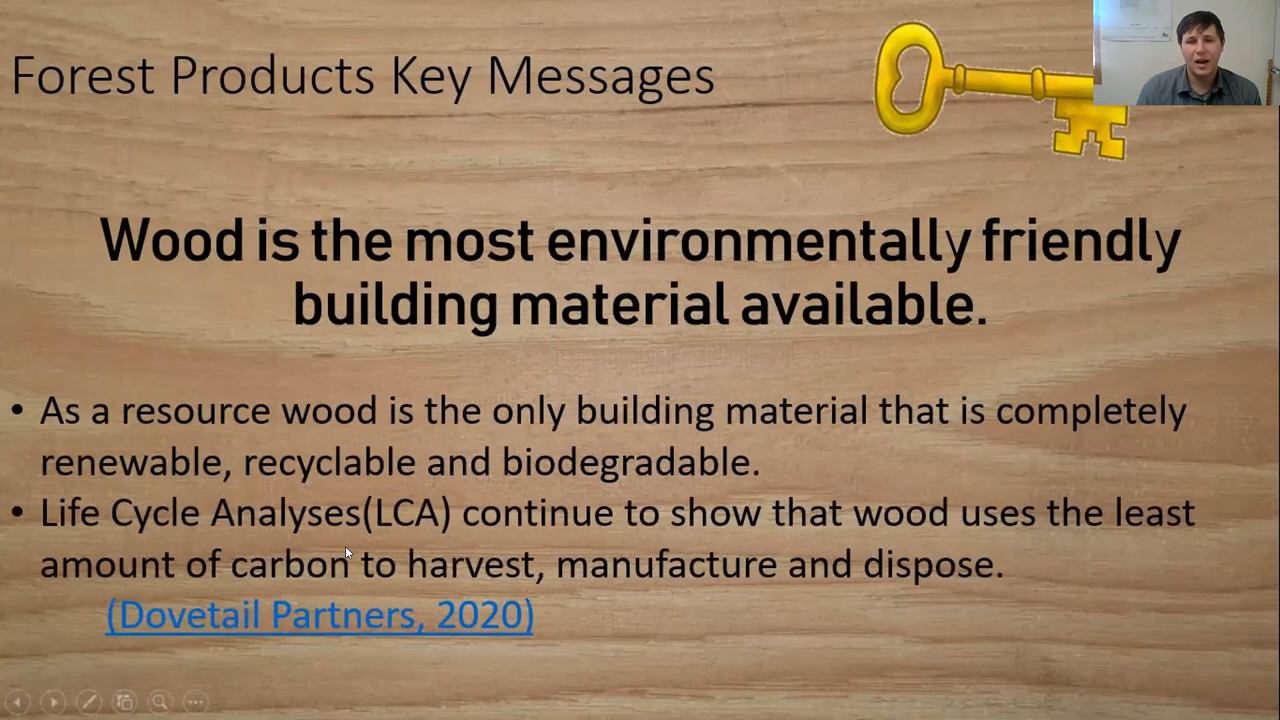 Forest Products Key Messages
Wood is the most environmentally friendly
building material available.
• As a resource wood is the only building material that is completely
renewable, recyclable and biodegradable.
• Life Cycle Analyses(LCA) continue to show that wood uses the least
amount of carbon to harvest, manufacture and dispose.
(Dovetail Partners, 2020)